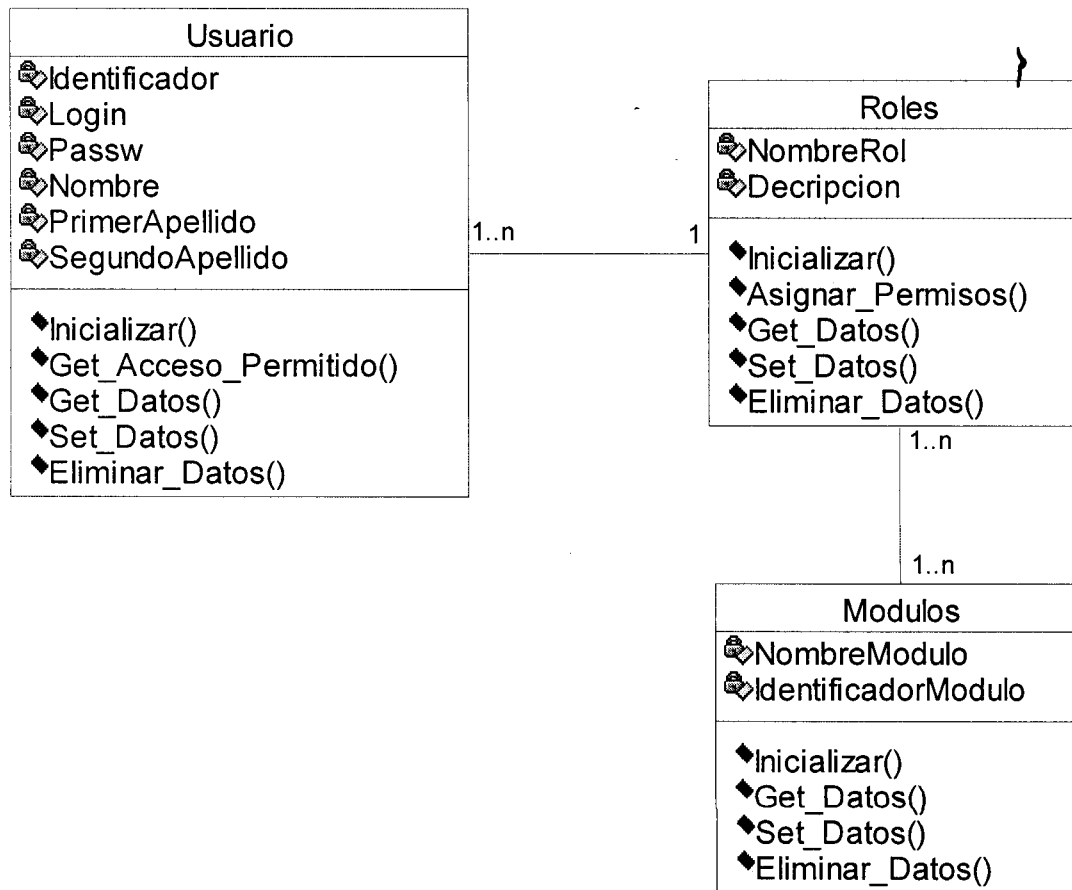 Usuario
Identificador
Login
Passw
Nombre
PrimerApellido
SegundoApellido
Inicializar()
Get_Acceso_Permitido()
Get_Datos()
Set_Datos()
Eliminar_Datos()
1..n
1
Roles
NombreRol
Decripcion
Inicializar()
Asignar_Permisos()
Get_Datos()
Set_Datos()
Eliminar_Datos()
1..n
1..n
Modulos
NombreModulo
IdentificadorModulo
Inicializar()
Get_Datos()
Set_Datos()
Eliminar_Datos()